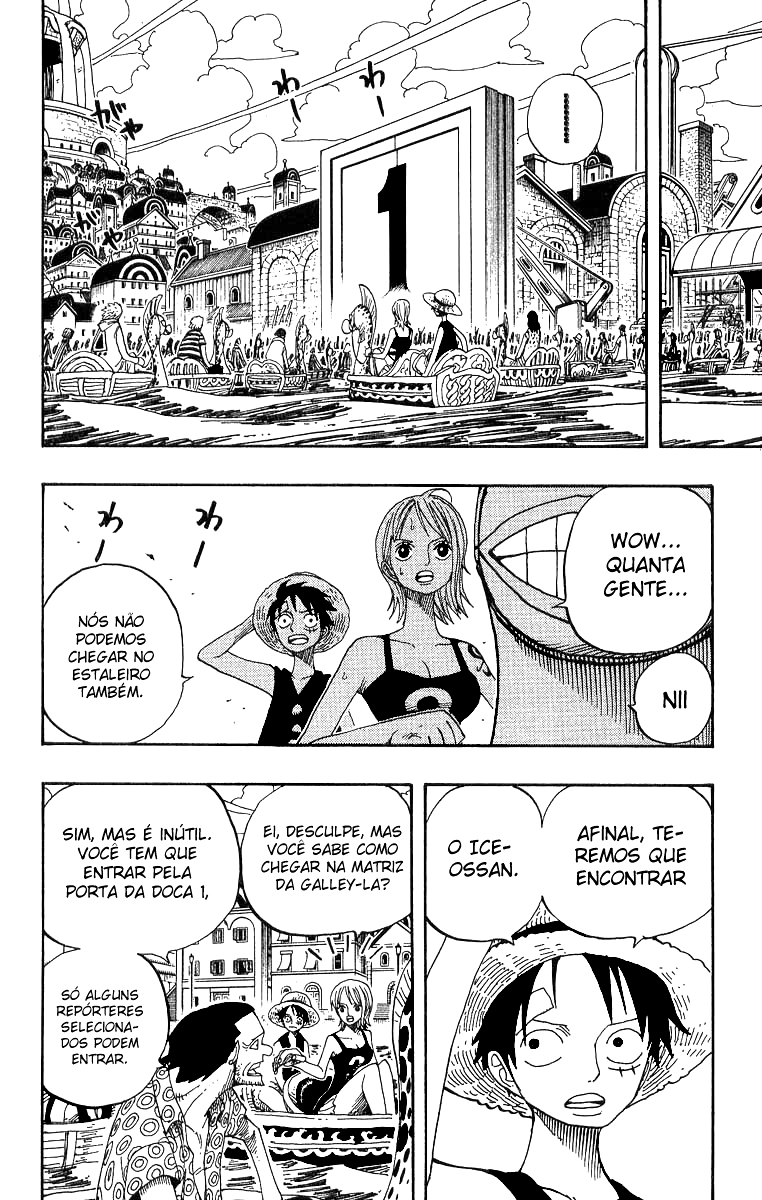 わー
わー
ガヤ
ガヤ
.........
1
WOW...
QUANTA
GENTE...
NII
わー
わー
NÓS NÃO
PODEMOS
CHEGAR NO
ESTALEIRO
TAMBÉM.
AFINAL, TE-
REMOS QUE
ENCONTRAR
O ICE-
OSSAN.
EI, DESCULPE, MAS
VOCÊ SABE COMO
CHEGAR NA MATRIZ
DA GALLEY-LA?
SIM, MAS É INÚTIL.
VOCÊ TEM QUE
ENTRAR PELA
PORTA DA DOCA 1,
SÓ ALGUNS
REPÓRTERES
SELECIONA-
DOS PODEM
ENTRAR.